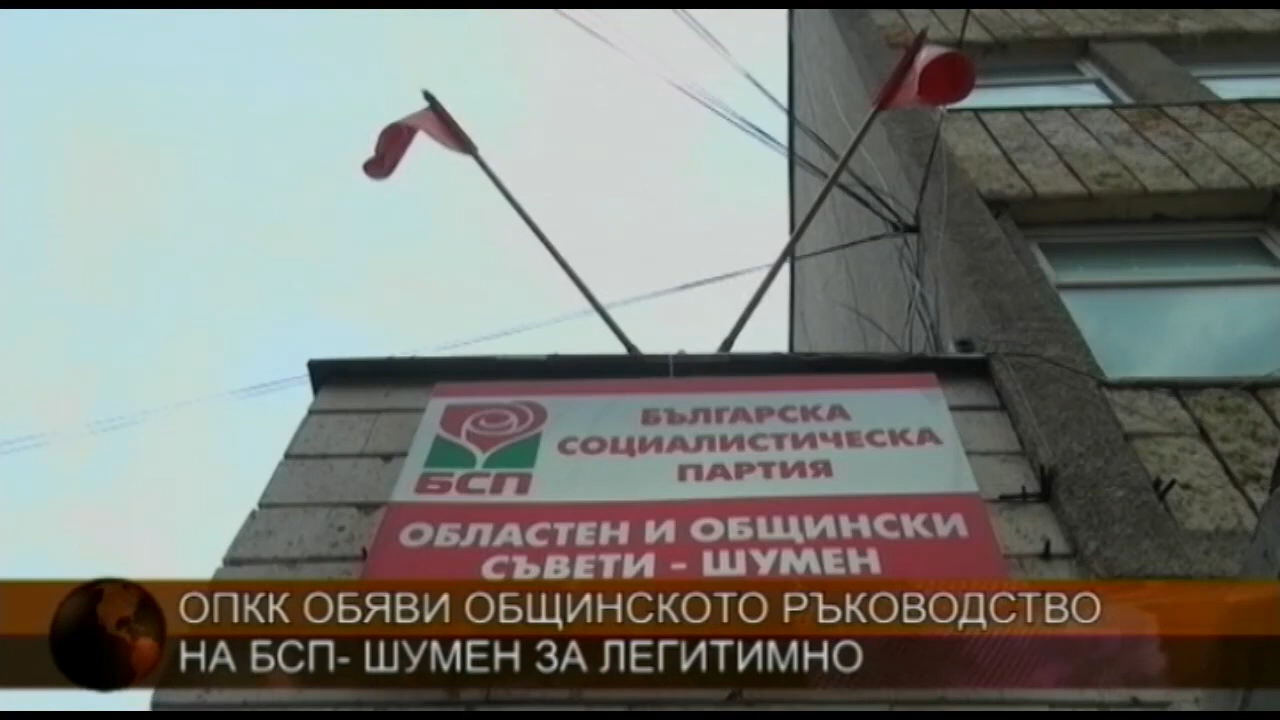 БСП
БЪЛГАРСКА
СОЦИАЛИСТИЧЕСКА
ПАРТИЯ
ОБЛАСТЕН И ОБЩИНСКИ
СЪВЕТИ - ШУМЕН
ОПКК ОБЯВИ ОБЩИНСКОТО РЪКОВОДСТВО
НА БСП- ШУМЕН ЗА ЛЕГИТИМНО